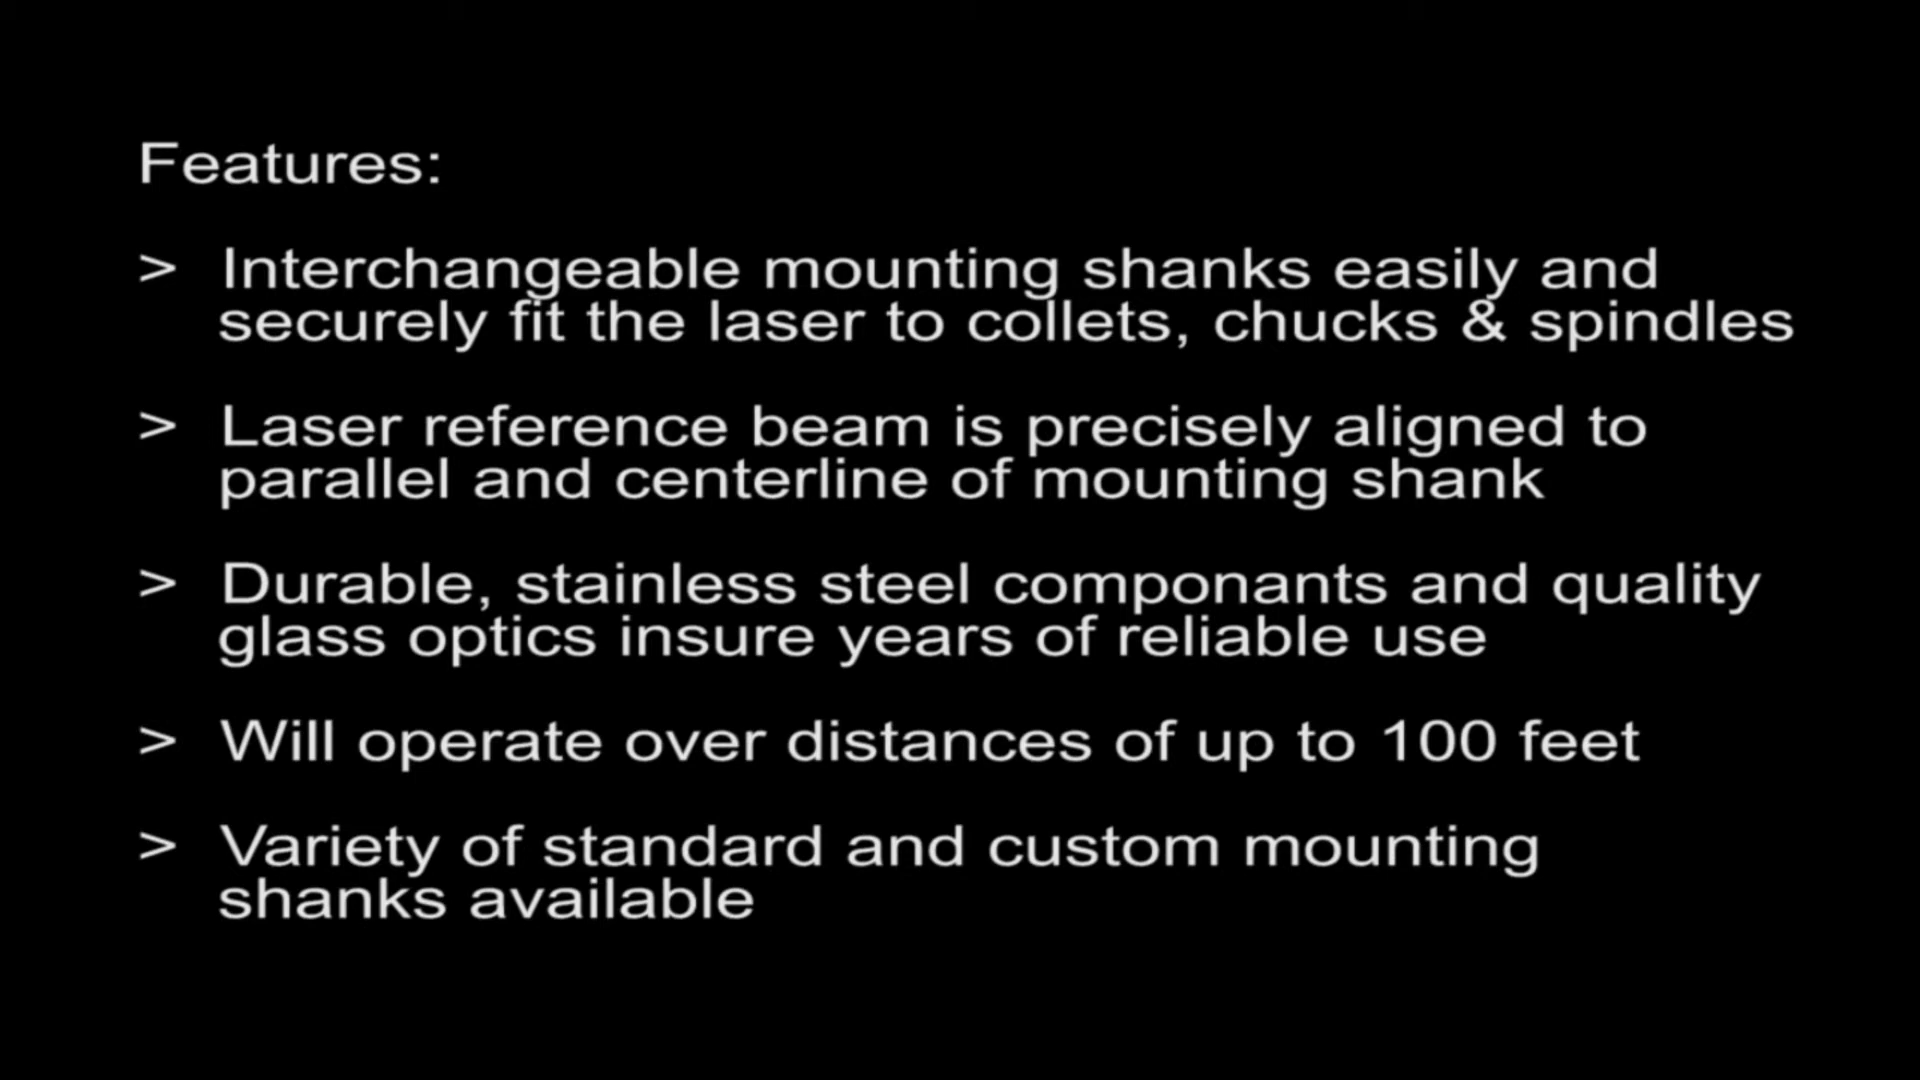 Features:
> Interchangeable mounting shanks easily and
securely fit the laser to collets, chucks & spindles
> Laser reference beam is precisely aligned to
parallel and centerline of mounting shank
> Durable, stainless steel componants and quality
glass optics insure years of reliable use
> Will operate over distances of up to 100 feet
> Variety of standard and custom mounting
shanks available